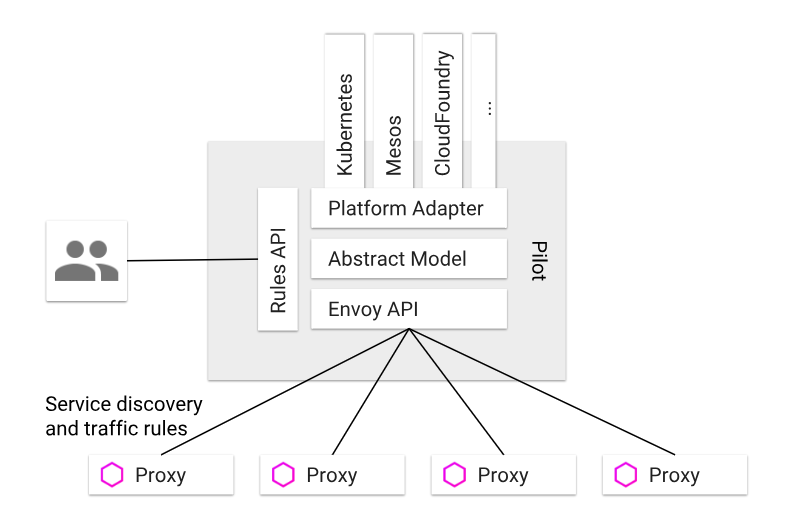 Kubernetes
Mesos
CloudFoundry
...
Platform Adapter
Rules API
Abstract Model
Pilot
Envoy API
Service discovery
and traffic rules
Proxy
Proxy
Proxy
Proxy